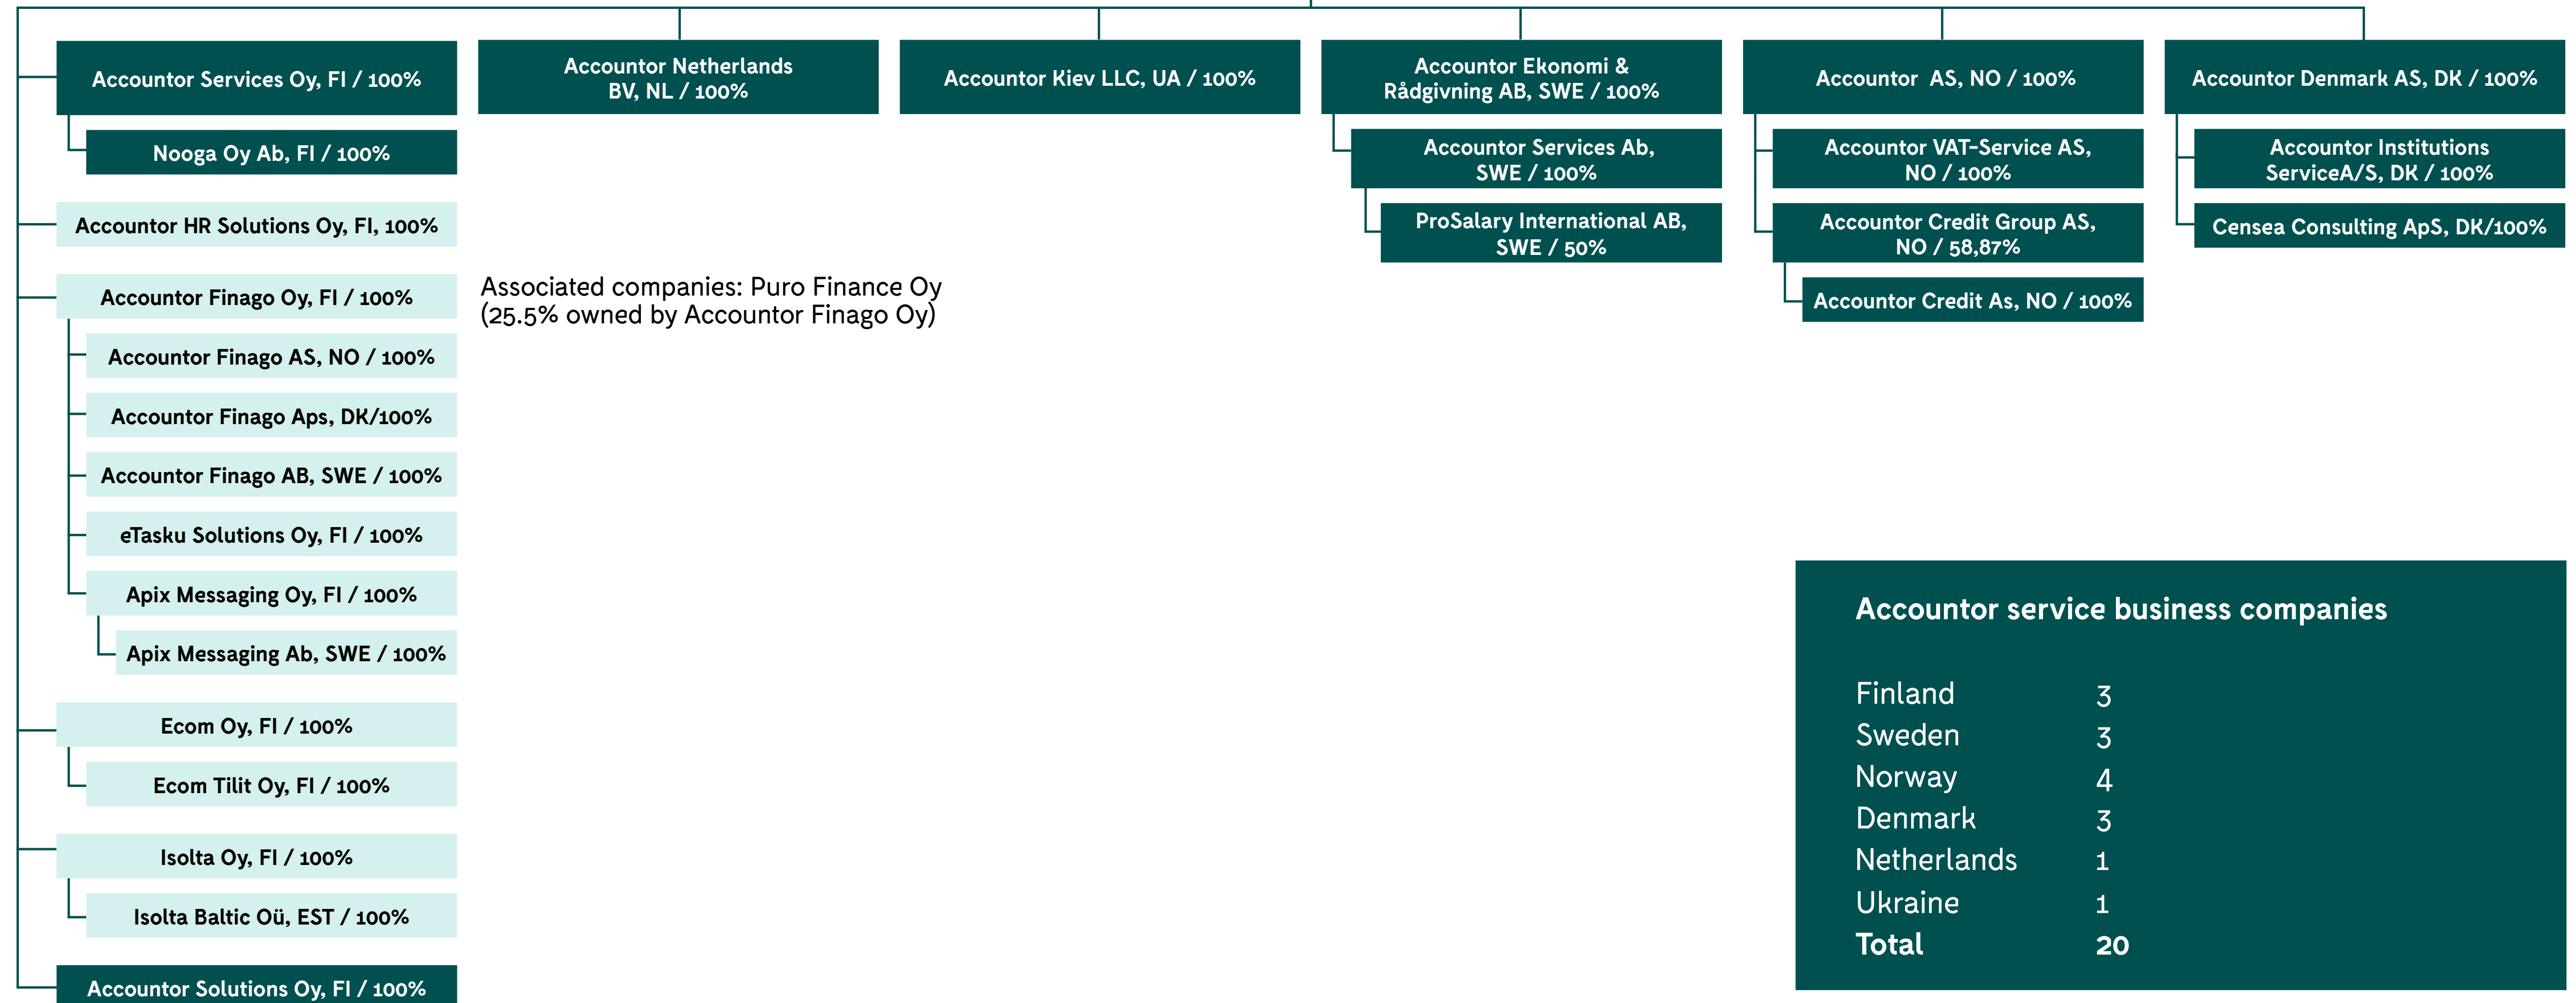 Accountor Services Oy, FI / 100%
Nooga Oy Ab, FI / 100%
Accountor HR Solutions Oy, FI, 100%
Accountor Finago Oy, FI / 100%
Accountor Finago AS, NO / 100%
Accountor Finago Aps, DK/100%
Accountor Finago AB, SWE / 100%
eTasku Solutions Oy, FI / 100%
Apix Messaging Oy, FI / 100%
Apix Messaging Ab, SWE / 100%
Ecom Oy, FI / 100%
Ecom Tilit Oy, FI / 100%
Isolta Oy, FI / 100%
Isolta Baltic Oü, EST / 100%
Accountor Solutions Oy, FI / 100%
Accountor Netherlands
BV, NL / 100%
Associated companies: Puro Finance Oy
(25.5% owned by Accountor Finago Oy)
Accountor Kiev LLC, UA / 100%
Accountor Ekonomi &
Rådgivning AB, SWE / 100%
Accountor Services Ab,
SWE / 100%
ProSalary International AB,
SWE / 50%
Accountor AS, NO / 100%
Accountor VAT-Service AS,
NO / 100%
Accountor Credit Group AS,
NO / 58,87%
Accountor Credit As, NO / 100%
Accountor Denmark AS, DK / 100%
Accountor Institutions
ServiceA/S, DK / 100%
Censea Consulting ApS, DK/100%
Accountor service business companies
Finland 3
Sweden 3
Norway 4
Denmark 3
Netherlands 1
Ukraine 1
Total 20